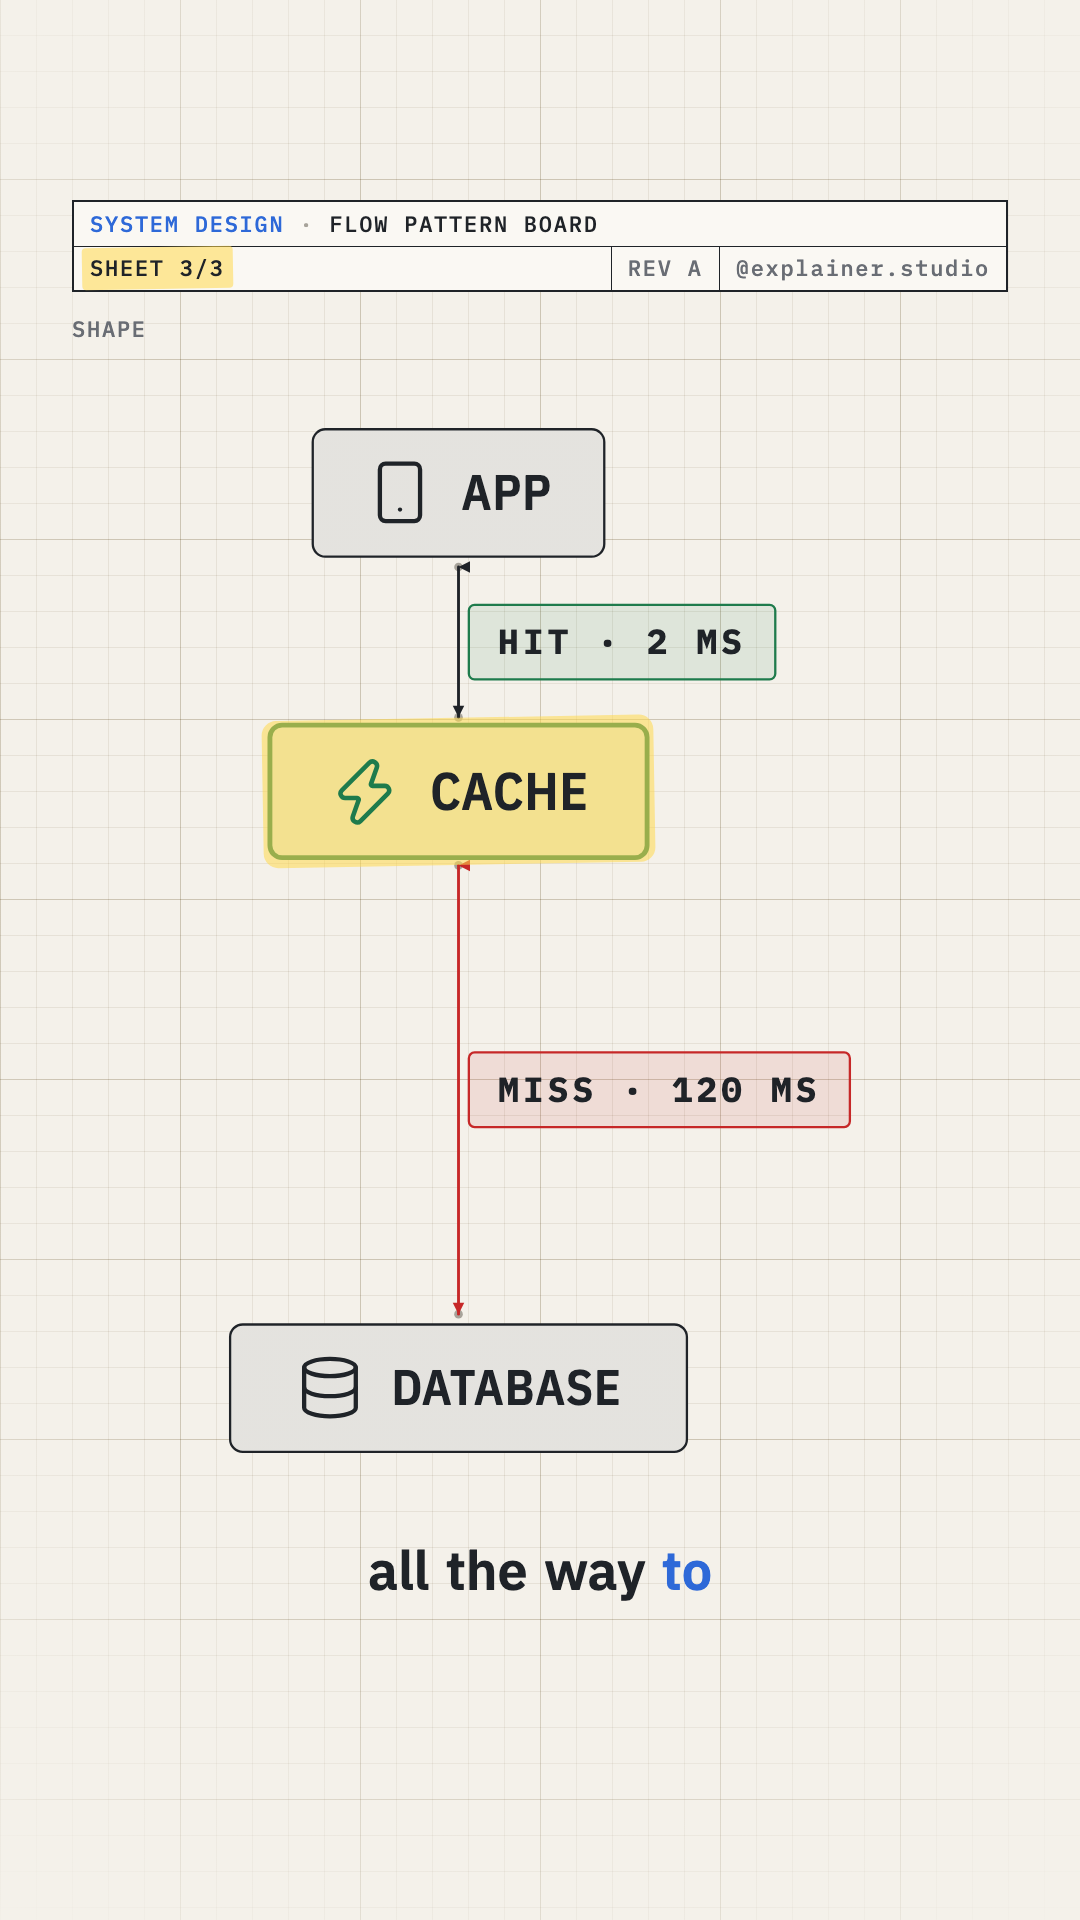 SYSTEM DESIGN · FLOW PATTERN BOARD
SHEET 3/3 REV A @explainer.studio
SHAPE
APP
HIT · 2 MS
CACHE
MISS · 120 MS
DATABASE
all the way to